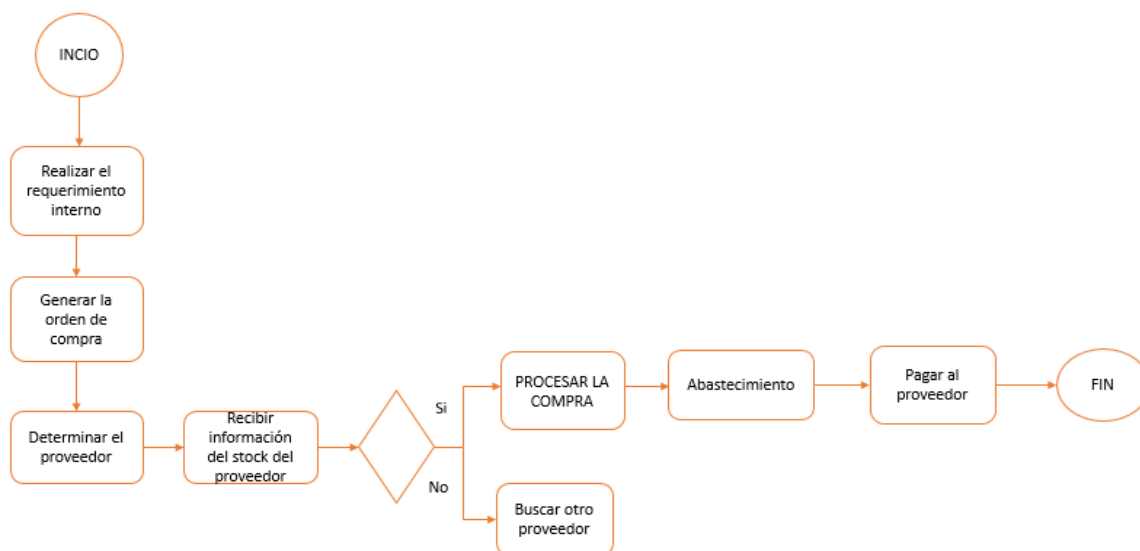 INCIO
Realizar el
requerimiento
interno
Generar la
orden de
compra
Determinar el
proveedor
Recibir
información
del stock del
proveedor
Si
No
PROCESAR LA
COMPRA
Abastecimiento
Pagar al
proveedor
FIN
Buscar otro
proveedor